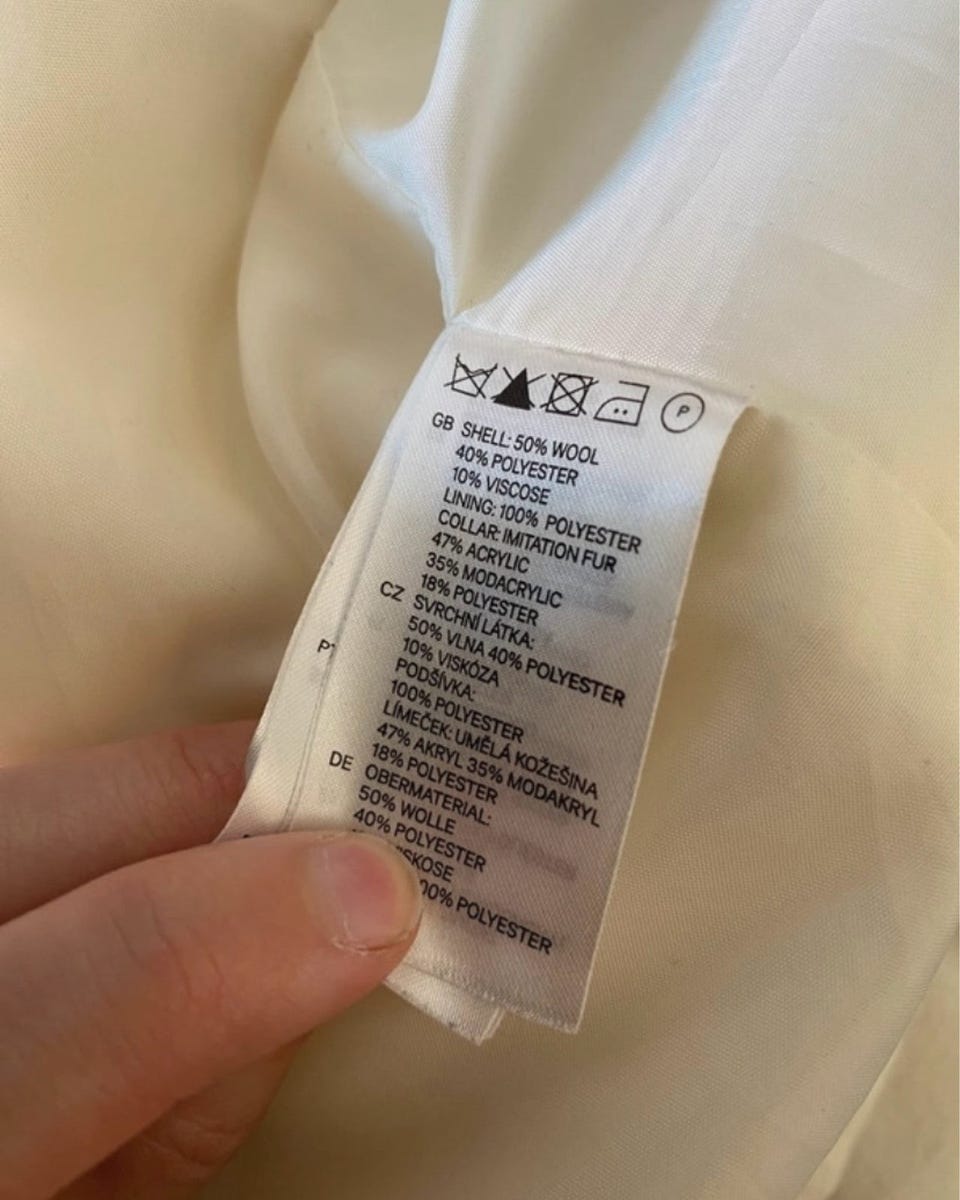 P
GB SHELL: 50% WOOL
40% POLYESTER
10% VISCOSE
LINING: 100% POLYESTER
COLLAR: IMITATION FUR
47% ACRYLIC
35% MODACRYLIC
18% POLYESTER
CZ SVRCHNÍ LÁTKA:
50% VLNA 40% POLYESTER
10% VISKÓZA
PODŠÍVKA:
100% POLYESTER
LÍMEČEK: UMĚLÁ KOŽEŠINA
47% AKRYL 35% MODAKRYL
18% POLYESTER
DE OBERMATERIAL:
50% WOLLE
40% POLYESTER
POLYESTER